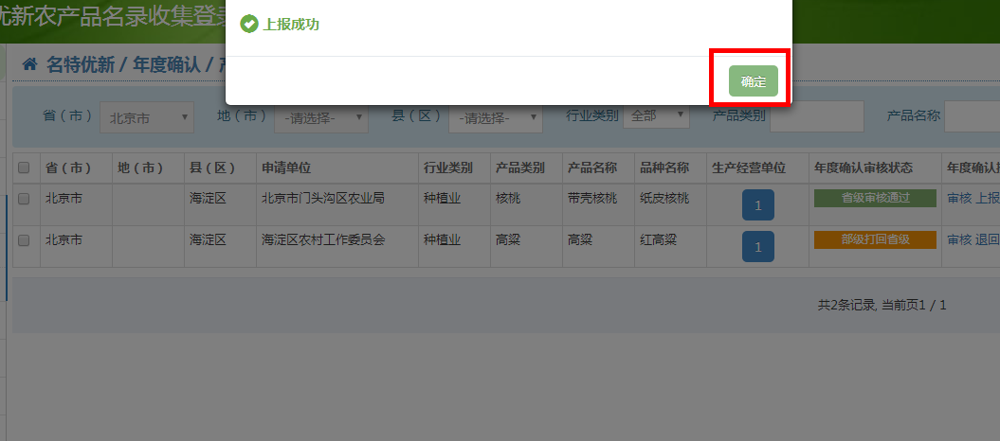 优新农产品名录收集登录
上报成功
确定
名特优新 / 年度确认 /
省（市） 北京市 地（市） -请选择- 县（区） -请选择- 行业类别 全部 产品类别 产品名称
省（市） 地（市） 县（区） 申请单位 行业类别 产品类别 产品名称 品种名称 生产经营单位 年度确认审核状态 年度确认
北京市 海淀区 北京市门头沟区农业局 种植业 核桃 带壳核桃 纸皮核桃 1 省级审核通过 审核 上报
北京市 海淀区 海淀区农村工作委员会 种植业 高粱 高粱 红高粱 1 部级打回省级 审核 退回
共2条记录, 当前页1 / 1